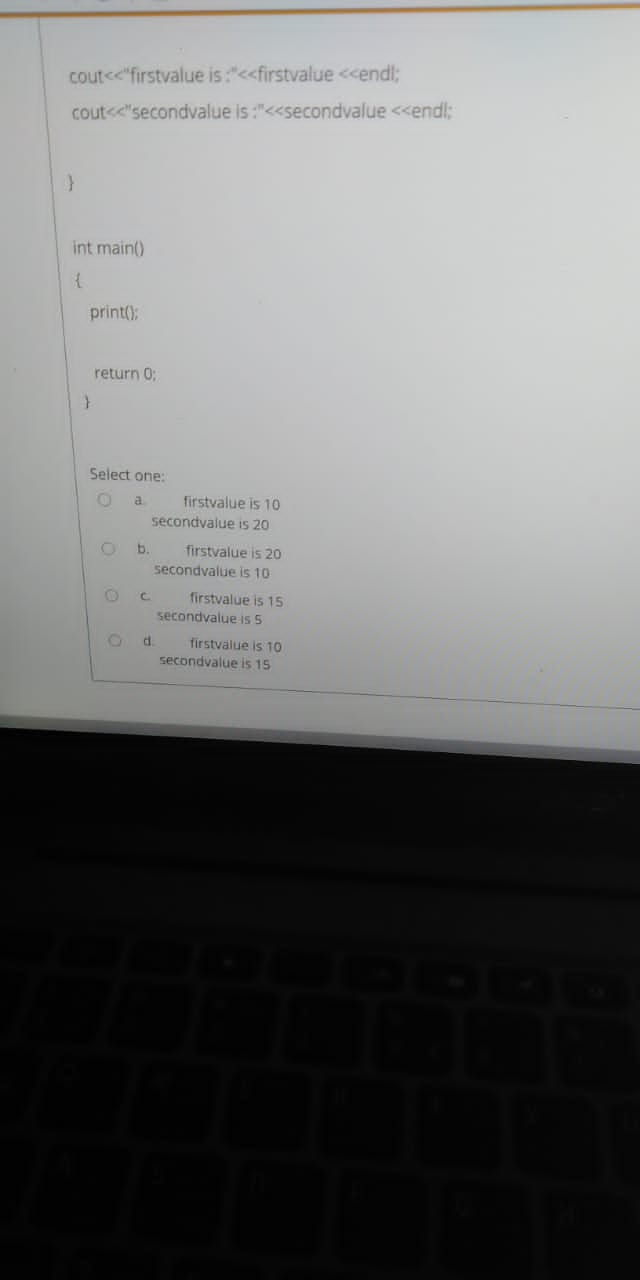 cout<<"firstvalue is :"<<firstvalue <<endl;
cout<<"secondvalue is :"<<secondvalue <<endl;
}
int main()
{
print();
return 0;
}
Select one:
a. firstvalue is 10
secondvalue is 20
b. firstvalue is 20
secondvalue is 10
c. firstvalue is 15
secondvalue is 5
d. firstvalue is 10
secondvalue is 15